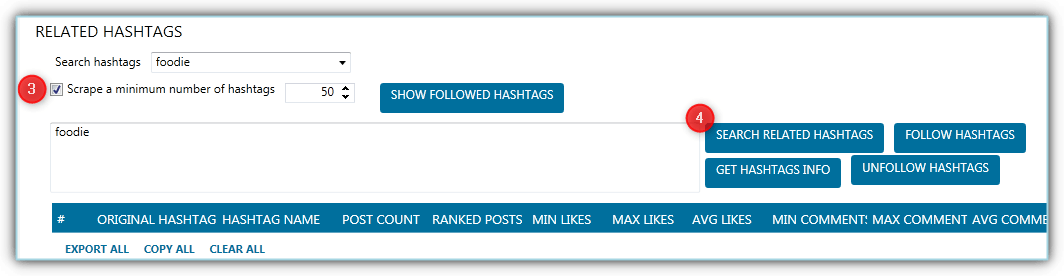 RELATED HASHTAGS
Search hashtags foodie
3 Scrape a minimum number of hashtags 50 SHOW FOLLOWED HASHTAGS
4
foodie SEARCH RELATED HASHTAGS FOLLOW HASHTAGS
GET HASHTAGS INFO UNFOLLOW HASHTAGS
# ORIGINAL HASHTAG HASHTAG NAME POST COUNT RANKED POSTS MIN LIKES MAX LIKES AVG LIKES MIN COMMENTS MAX COMMENT AVG COMME
EXPORT ALL COPY ALL CLEAR ALL